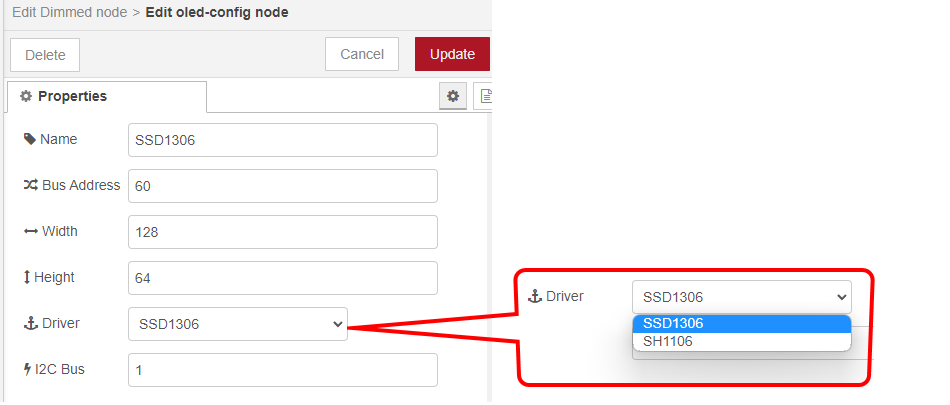 Edit Dimmed node > Edit oled-config node
Delete
Cancel
Update
Properties
Name
SSD1306
Bus Address
60
Width
128
Height
64
Driver
SSD1306
I2C Bus
1
Driver
SSD1306
SSD1306
SH1106